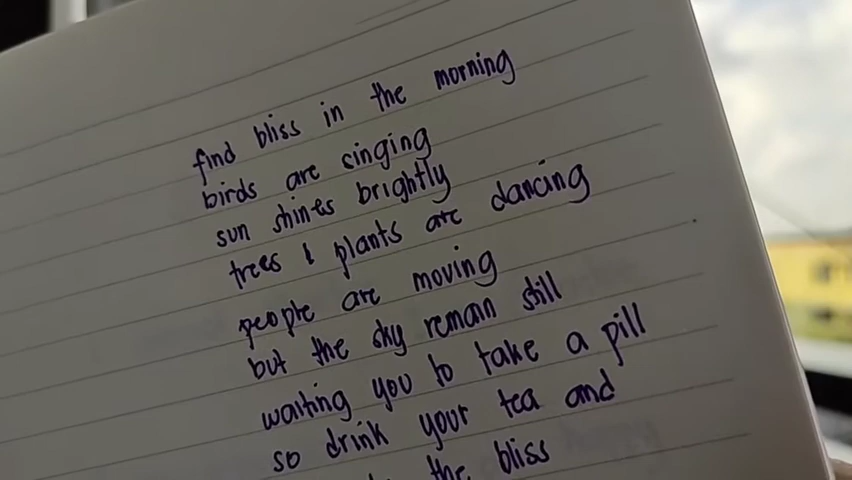 find bliss in the morning
birds are singing
sun shines brightly
trees & plants are dancing
people are moving
but the sky remain still
waiting you to take a pill
so drink your tea and
the bliss